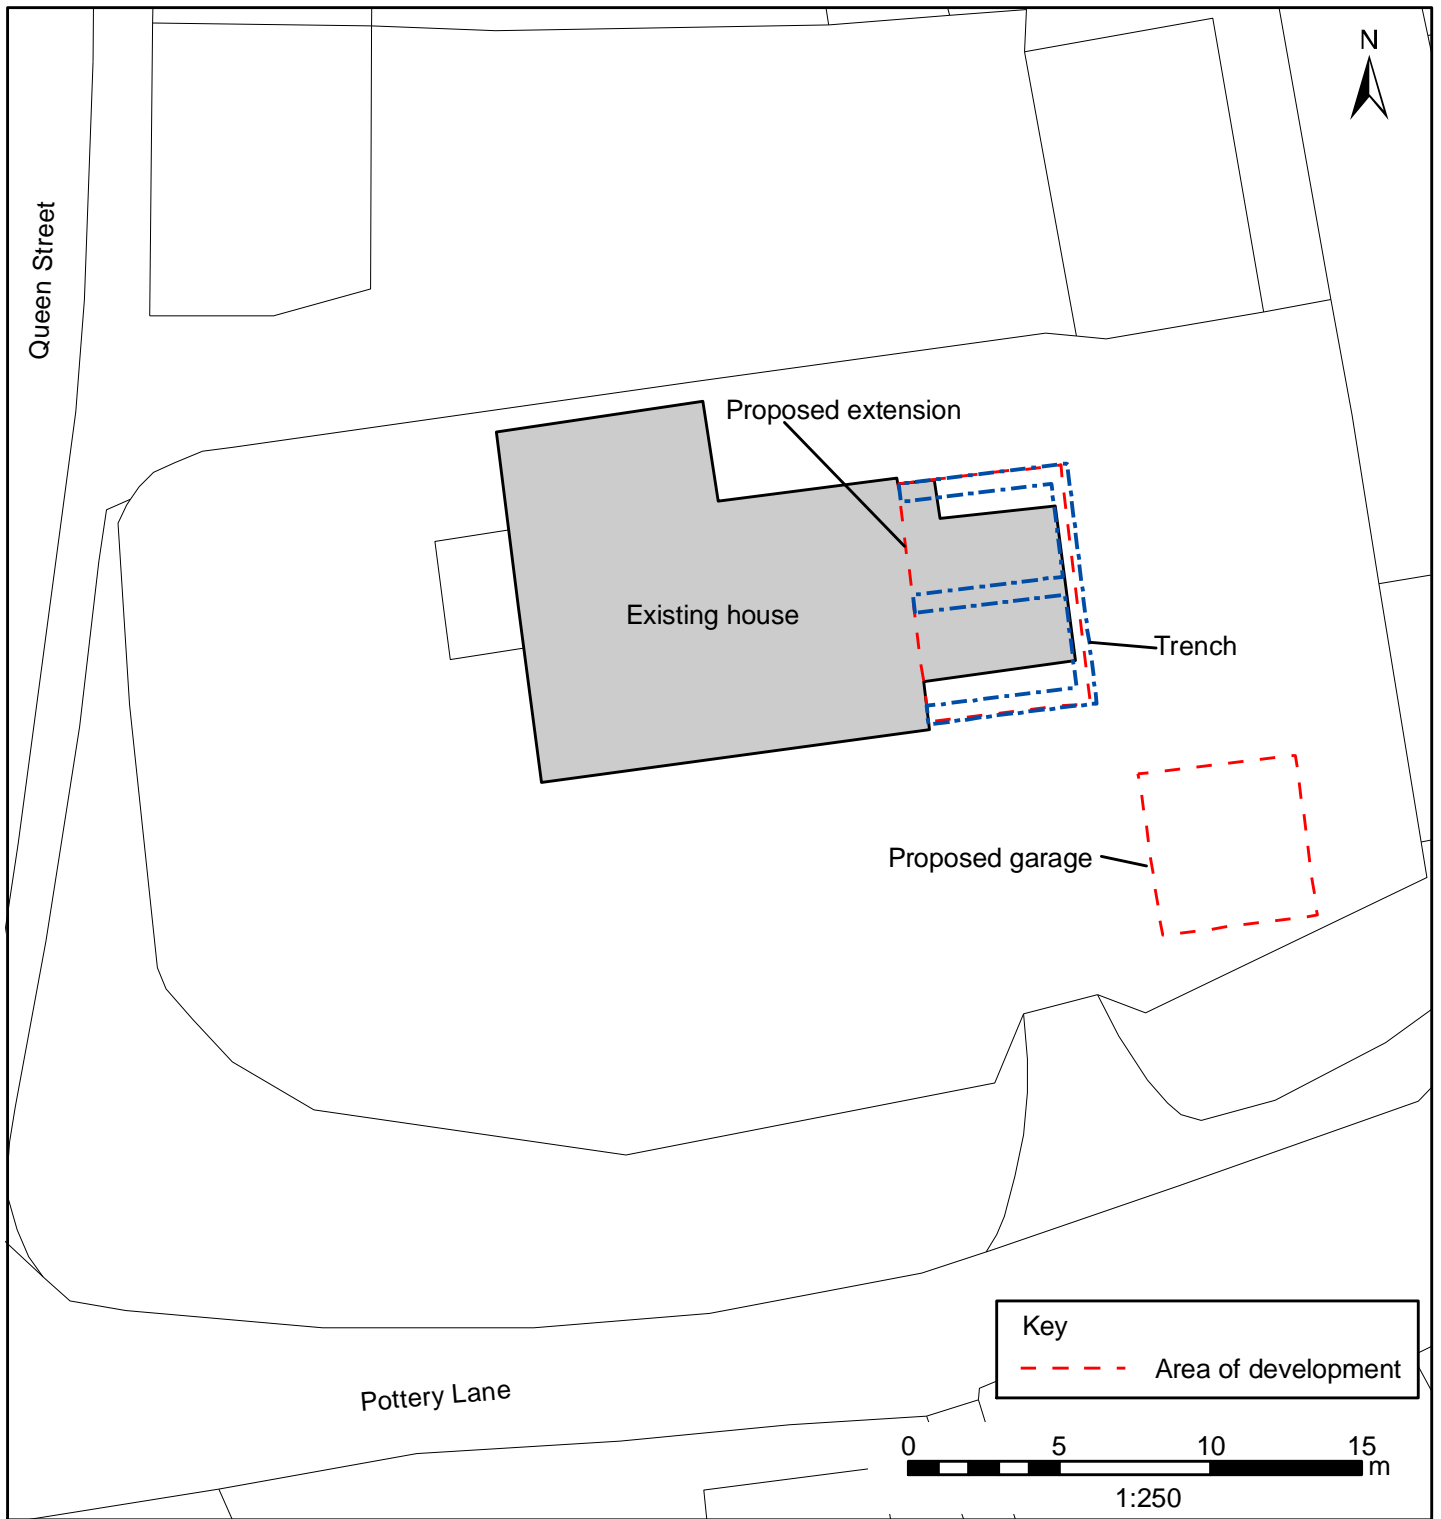 N
Queen Street
Proposed extension
Existing house
Trench
Proposed garage
Key
Area of development
Pottery Lane
0 5 10 15
m
1:250